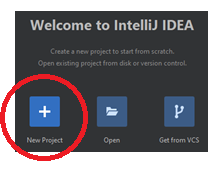 Welcome to IntelliJ IDEA
Create a new project to start from scratch.
Open existing project from disk or version control.
New Project
Open
Get from VCS